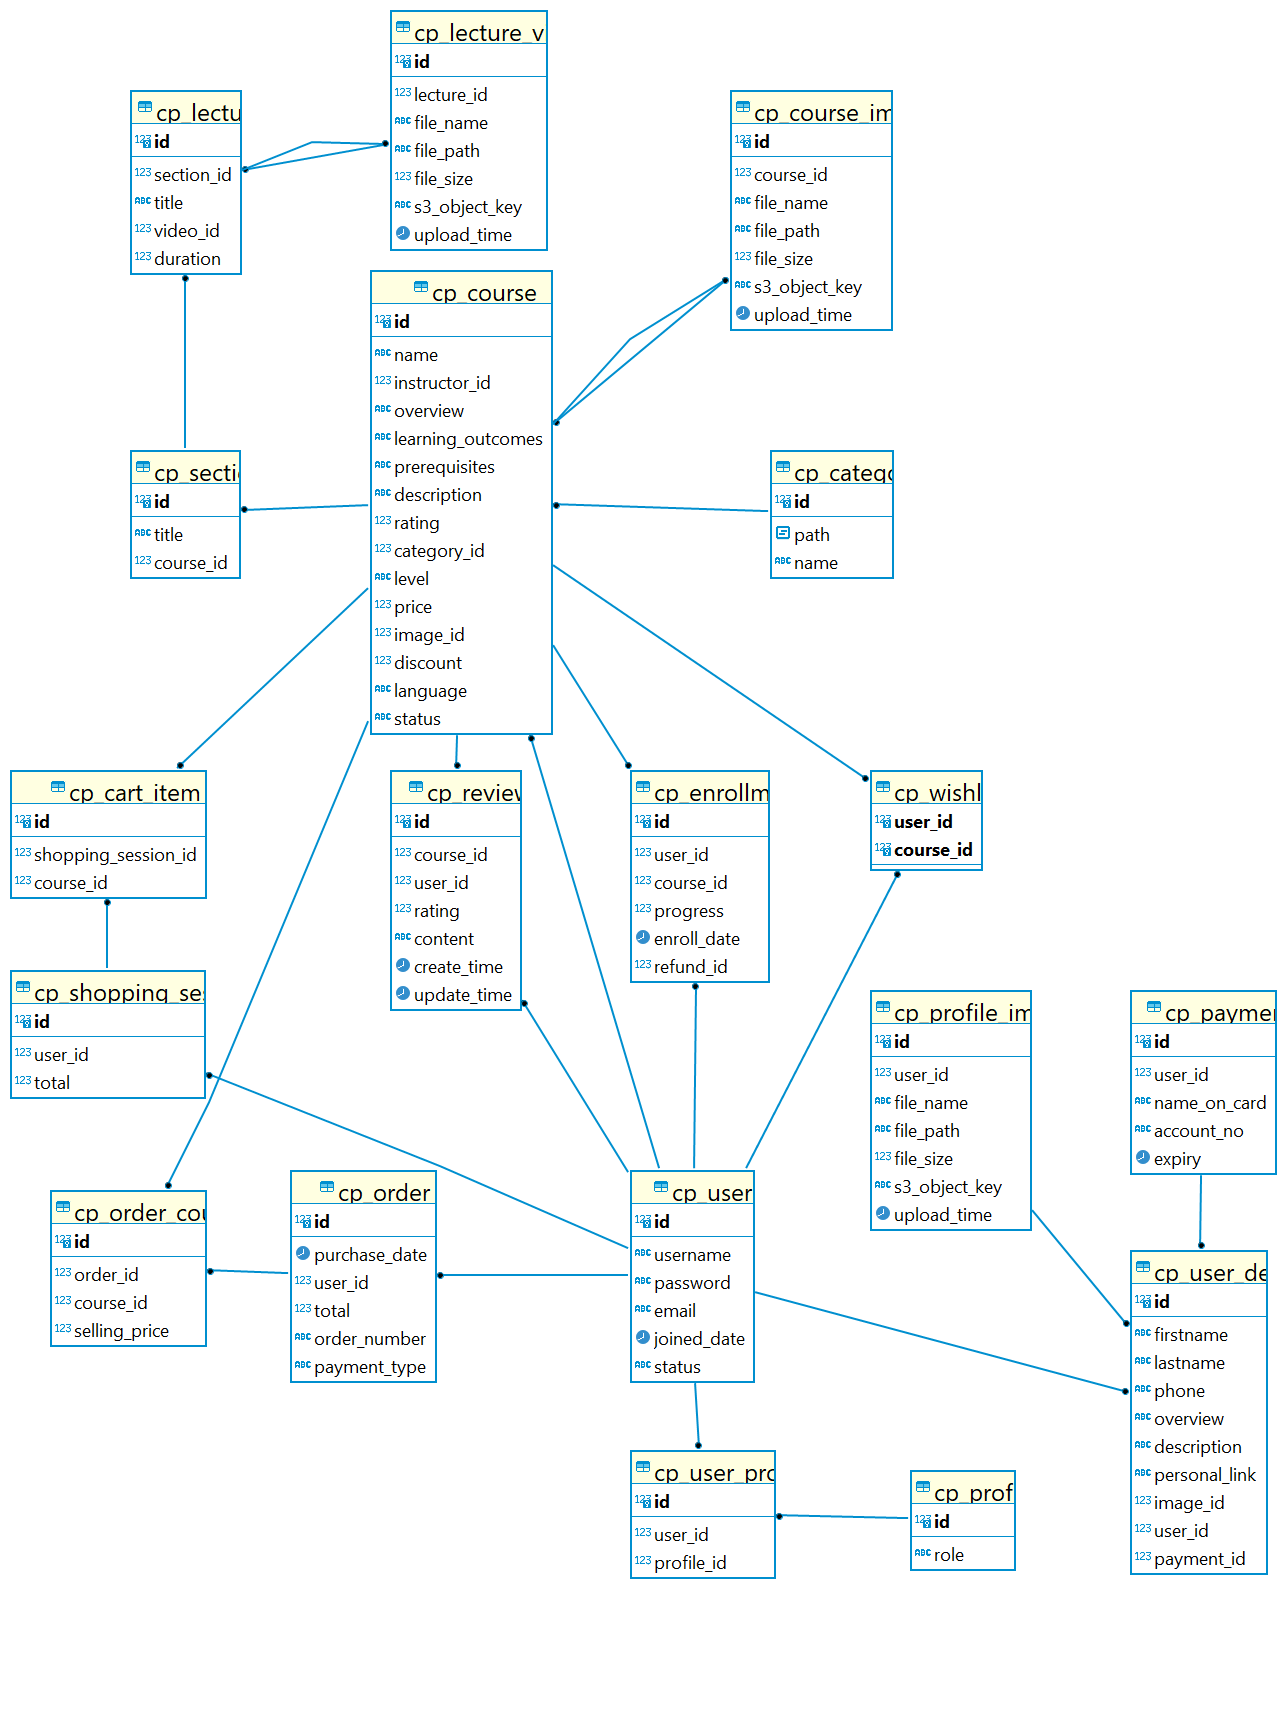 cp_lecture_v
id
lecture_id
file_name
file_path
file_size
s3_object_key
upload_time
cp_lectu
id
section_id
title
video_id
duration
cp_course_im
id
course_id
file_name
file_path
file_size
s3_object_key
upload_time
cp_course
id
name
instructor_id
overview
learning_outcomes
prerequisites
description
rating
category_id
level
price
image_id
discount
language
status
cp_secti
id
title
course_id
cp_catego
id
path
name
cp_cart_item
id
shopping_session_id
course_id
cp_review
id
course_id
user_id
rating
content
create_time
update_time
cp_enrollm
id
user_id
course_id
progress
enroll_date
refund_id
cp_wishl
user_id
course_id
cp_shopping_ses
id
user_id
total
cp_profile_im
id
user_id
file_name
file_path
file_size
s3_object_key
upload_time
cp_paymen
id
user_id
name_on_card
account_no
expiry
cp_order_cou
id
order_id
course_id
selling_price
cp_order
id
purchase_date
user_id
total
order_number
payment_type
cp_user
id
username
password
email
joined_date
status
cp_user_de
id
firstname
lastname
phone
overview
description
personal_link
image_id
user_id
payment_id
cp_user_pro
id
user_id
profile_id
cp_prof
id
role